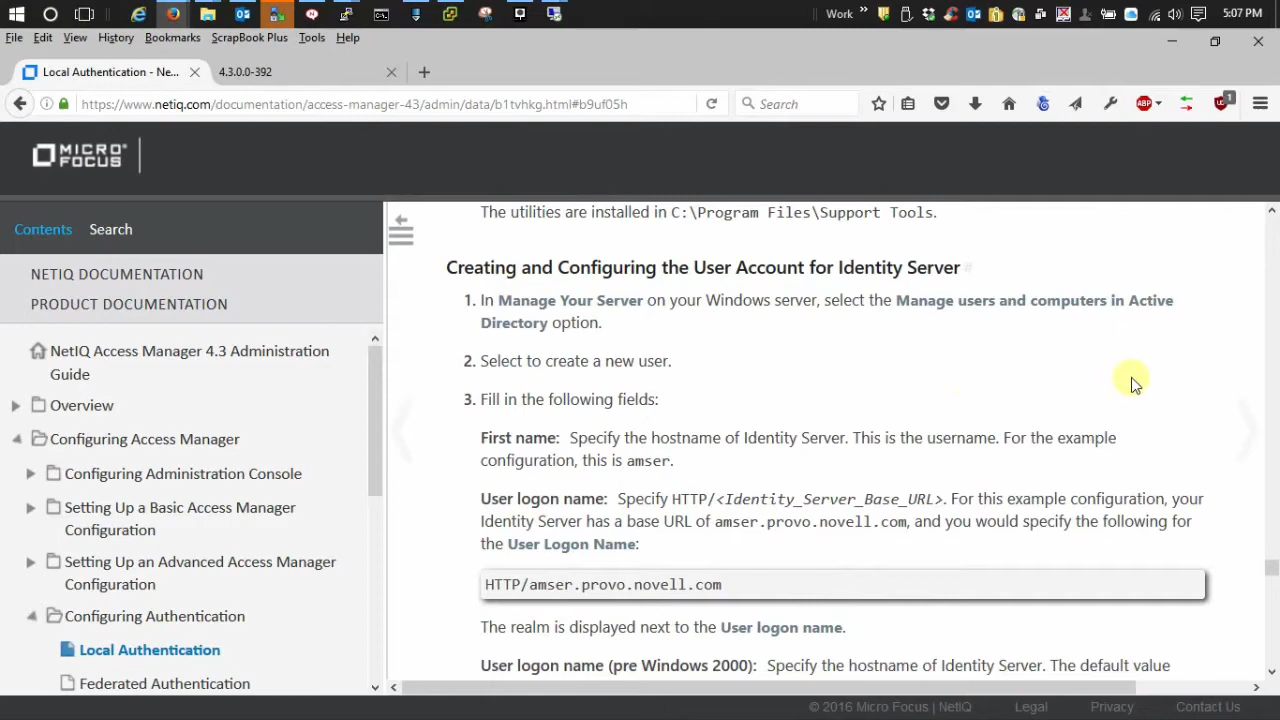 Work
5:07 PM
File Edit View History Bookmarks ScrapBook Plus Tools Help
Local Authentication - Ne...
4.3.0.0-392
https://www.netiq.com/documentation/access-manager-43/admin/data/b1tvhkg.html#b9uf05h
Search
ABP
1
MICRO
FOCUS
Contents Search
NETIQ DOCUMENTATION
PRODUCT DOCUMENTATION
NetIQ Access Manager 4.3 Administration
Guide
Overview
Configuring Access Manager
Configuring Administration Console
Setting Up a Basic Access Manager
Configuration
Setting Up an Advanced Access Manager
Configuration
Configuring Authentication
Local Authentication
Federated Authentication
The utilities are installed in C:\Program Files\Support Tools.
Creating and Configuring the User Account for Identity Server #
1. In Manage Your Server on your Windows server, select the Manage users and computers in Active
Directory option.
2. Select to create a new user.
3. Fill in the following fields:
First name: Specify the hostname of Identity Server. This is the username. For the example
configuration, this is amser.
User logon name: Specify HTTP/<Identity_Server_Base_URL>. For this example configuration, your
Identity Server has a base URL of amser.provo.novell.com, and you would specify the following for
the User Logon Name:
HTTP/amser.provo.novell.com
The realm is displayed next to the User logon name.
User logon name (pre Windows 2000): Specify the hostname of Identity Server. The default value
© 2016 Micro Focus | NetIQ Legal Privacy Contact Us